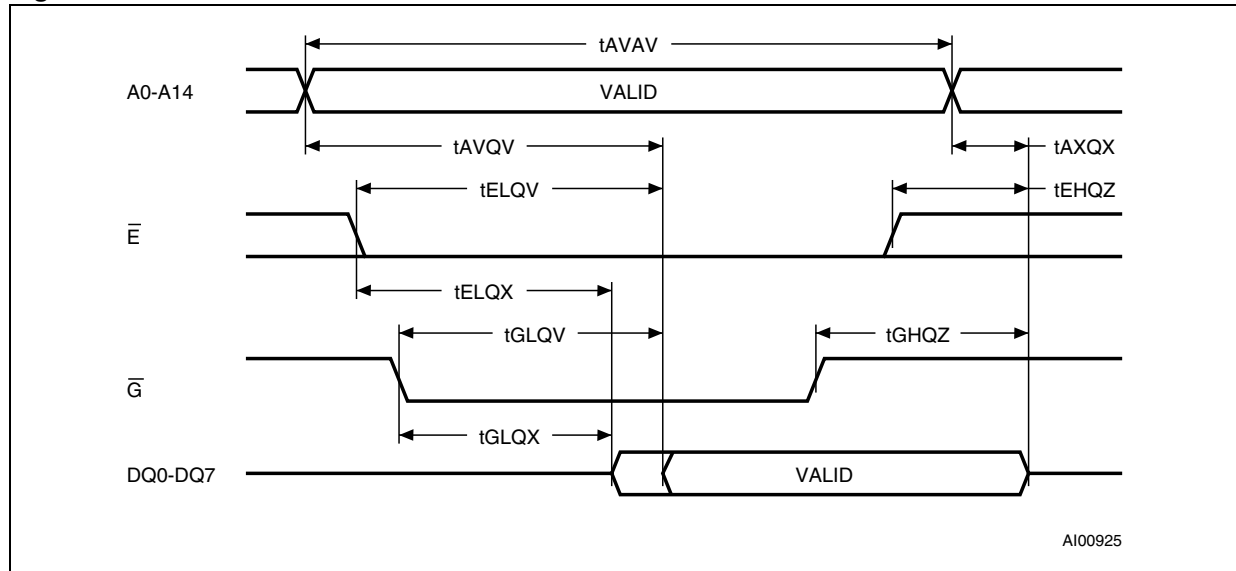 tAVAV
A0-A14
VALID
tAVQV
tAXQX
tELQV
tEHQZ
E̅
tELQX
tGLQV
tGHQZ
G̅
tGLQX
DQ0-DQ7
VALID
AI00925